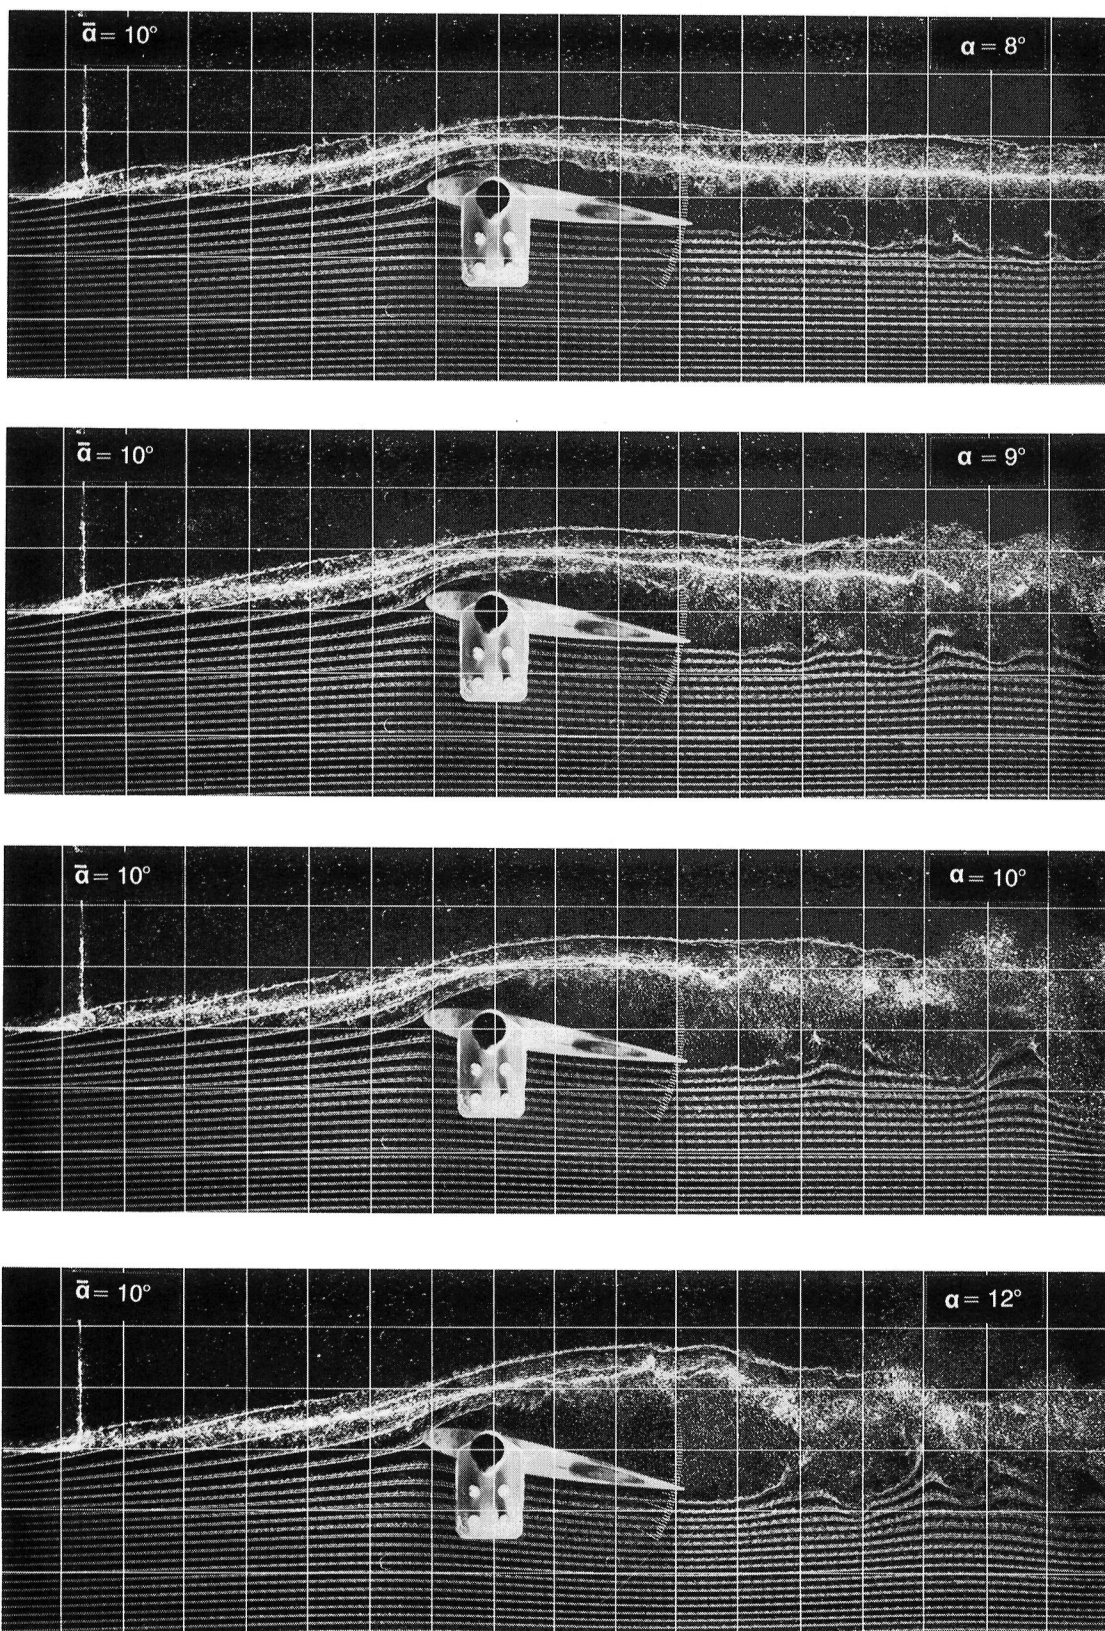 ᾱ = 10° α = 8°
ᾱ = 10° α = 9°
ᾱ = 10° α = 10°
ᾱ = 10° α = 12°